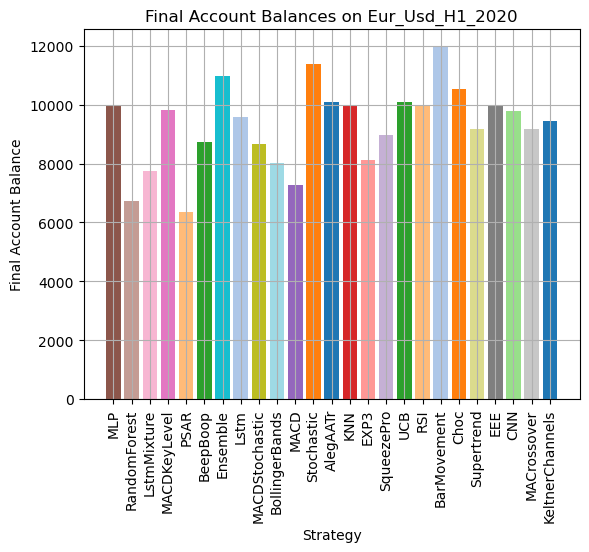 Final Account Balances on Eur_Usd_H1_2020
Final Account Balance
12000
10000
8000
6000
4000
2000
0
MLP
RandomForest
LstmMixture
MACDKeyLevel
PSAR
BeepBoop
Ensemble
Lstm
MACDStochastic
BollingerBands
MACD
Stochastic
AlegAATr
KNN
EXP3
SqueezePro
UCB
RSI
BarMovement
Choc
Supertrend
EEE
CNN
MACrossover
KeltnerChannels
Strategy